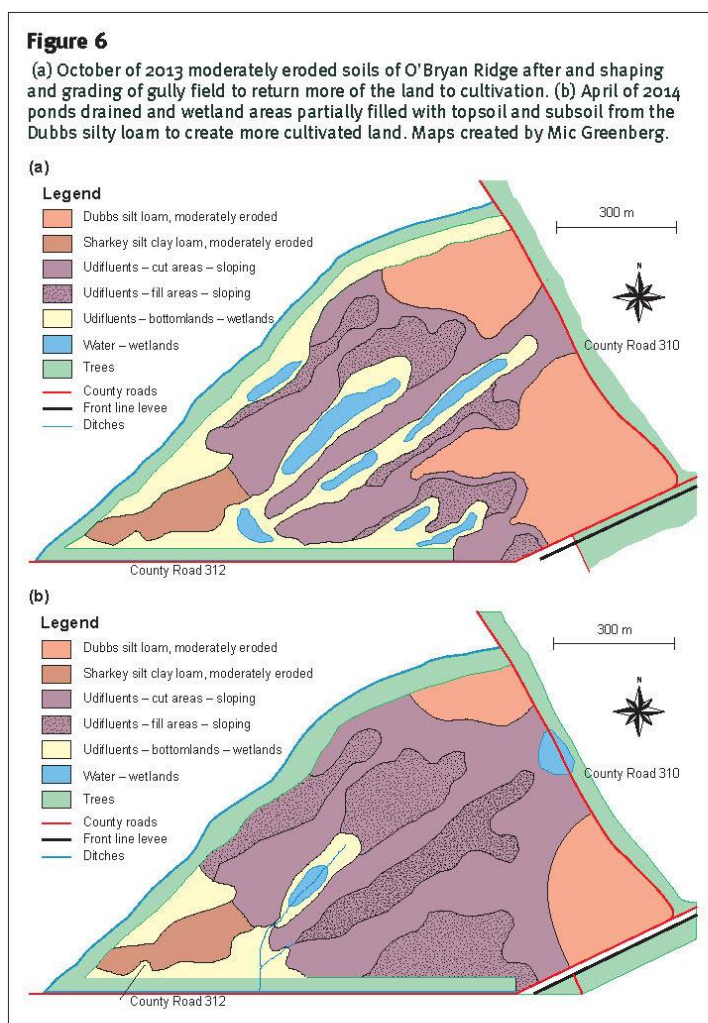 Figure 6
(a) October of 2013 moderately eroded soils of O'Bryan Ridge after and shaping
and grading of gully field to return more of the land to cultivation. (b) April of 2014
ponds drained and wetland areas partially filled with topsoil and subsoil from the
Dubbs silty loam to create more cultivated land. Maps created by Mic Greenberg.
(a)
Legend
Dubbs silt loam, moderately eroded
Sharkey silt clay loam, moderately eroded
Udifluents – cut areas – sloping
Udifluents – fill areas – sloping
Udifluents – bottomlands – wetlands
Water – wetlands
Trees
County roads
Front line levee
Ditches
300 m
N
County Road 310
County Road 312
(b)
Legend
Dubbs silt loam, moderately eroded
Sharkey silt clay loam, moderately eroded
Udifluents – cut areas – sloping
Udifluents – fill areas – sloping
Udifluents – bottomlands – wetlands
Water – wetlands
Trees
County roads
Front line levee
Ditches
300 m
N
County Road 310
County Road 312